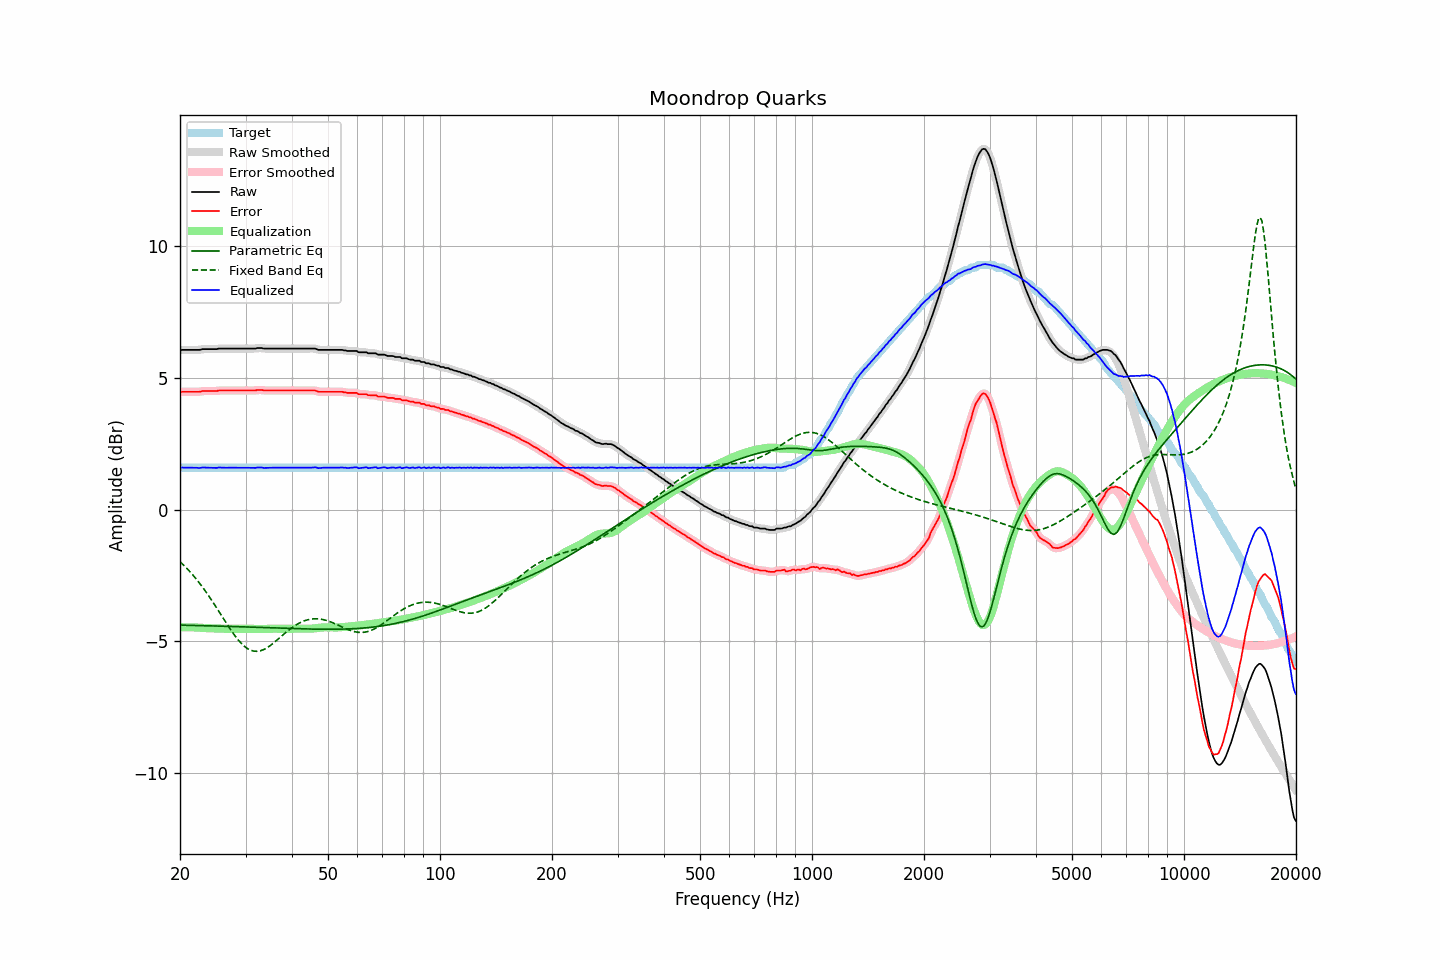 Moondrop Quarks
Target
Raw Smoothed
Error Smoothed
Raw
Error
Equalization
Parametric Eq
Fixed Band Eq
Equalized
Amplitude (dBr)
10
5
0
−5
−10
20 50 100 200 500 1000 2000 5000 10000 20000
Frequency (Hz)